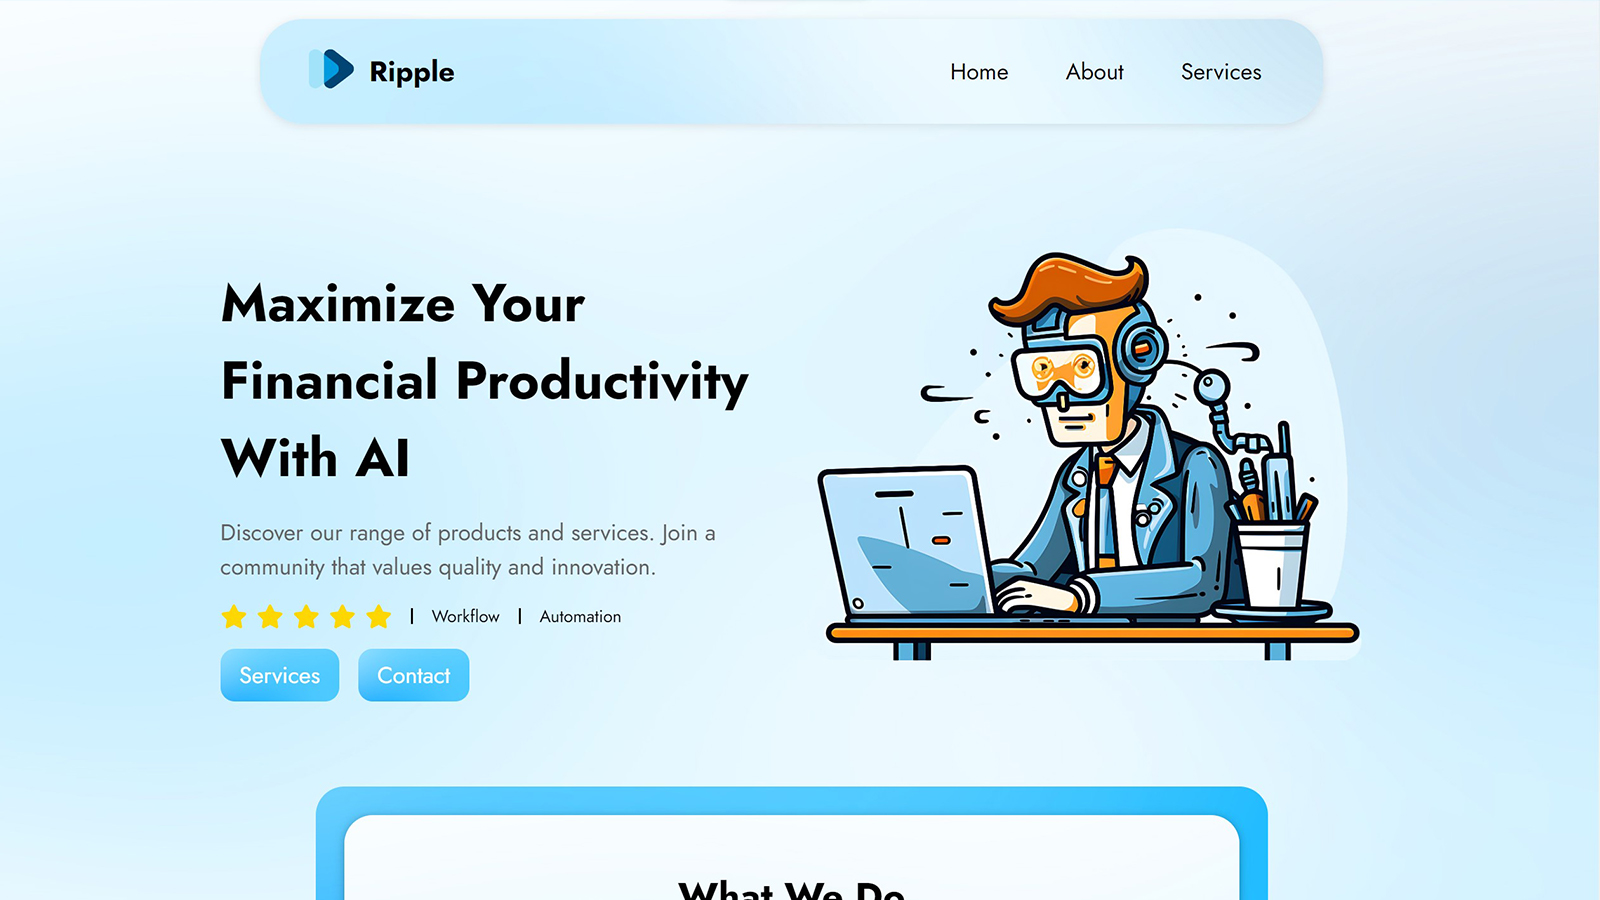 Ripple
Home
About
Services
Maximize Your
Financial Productivity
With AI
Discover our range of products and services. Join a
community that values quality and innovation.
Workflow
Automation
Services
Contact
What We Do